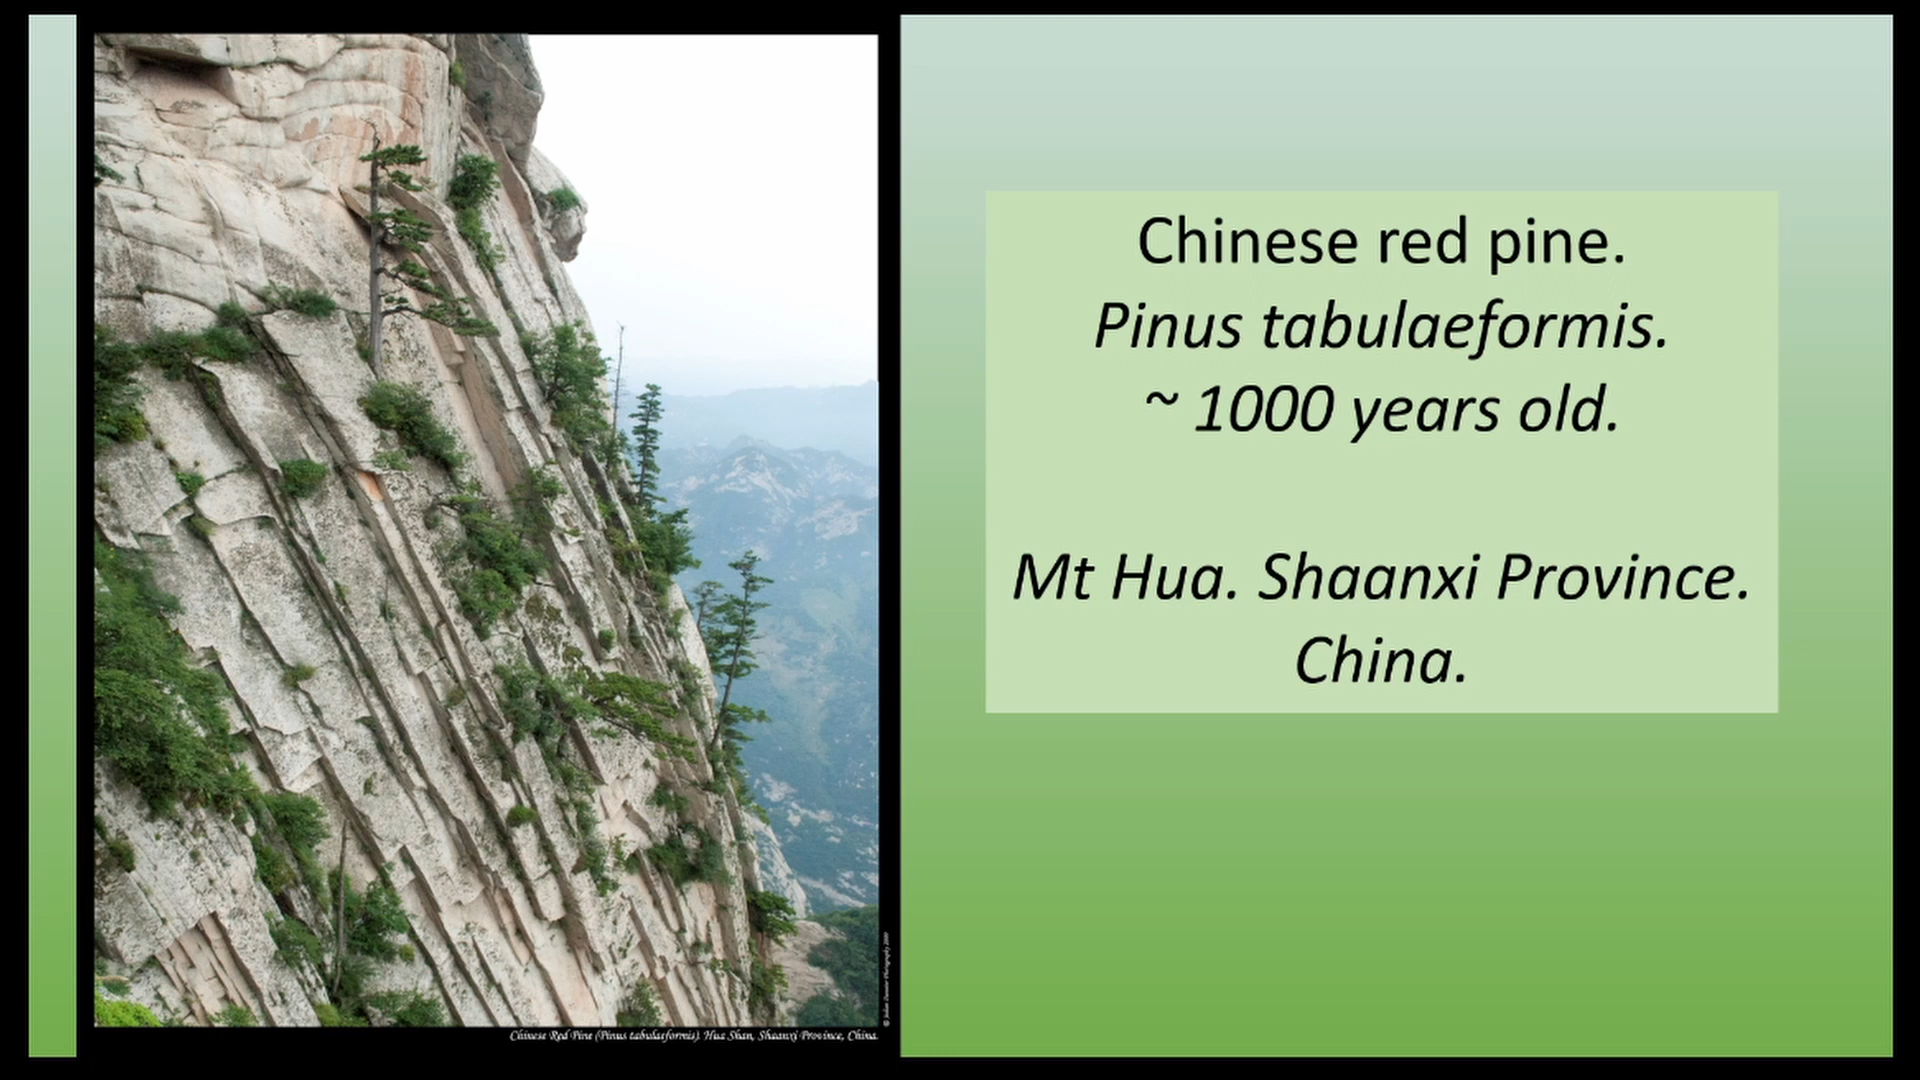 Chinese red pine.
Pinus tabulaeformis.
~ 1000 years old.
Mt Hua. Shaanxi Province.
China.
Chinese Red Pine (Pinus tabulaeformis). Hua Shan, Shaanxi Province, China.